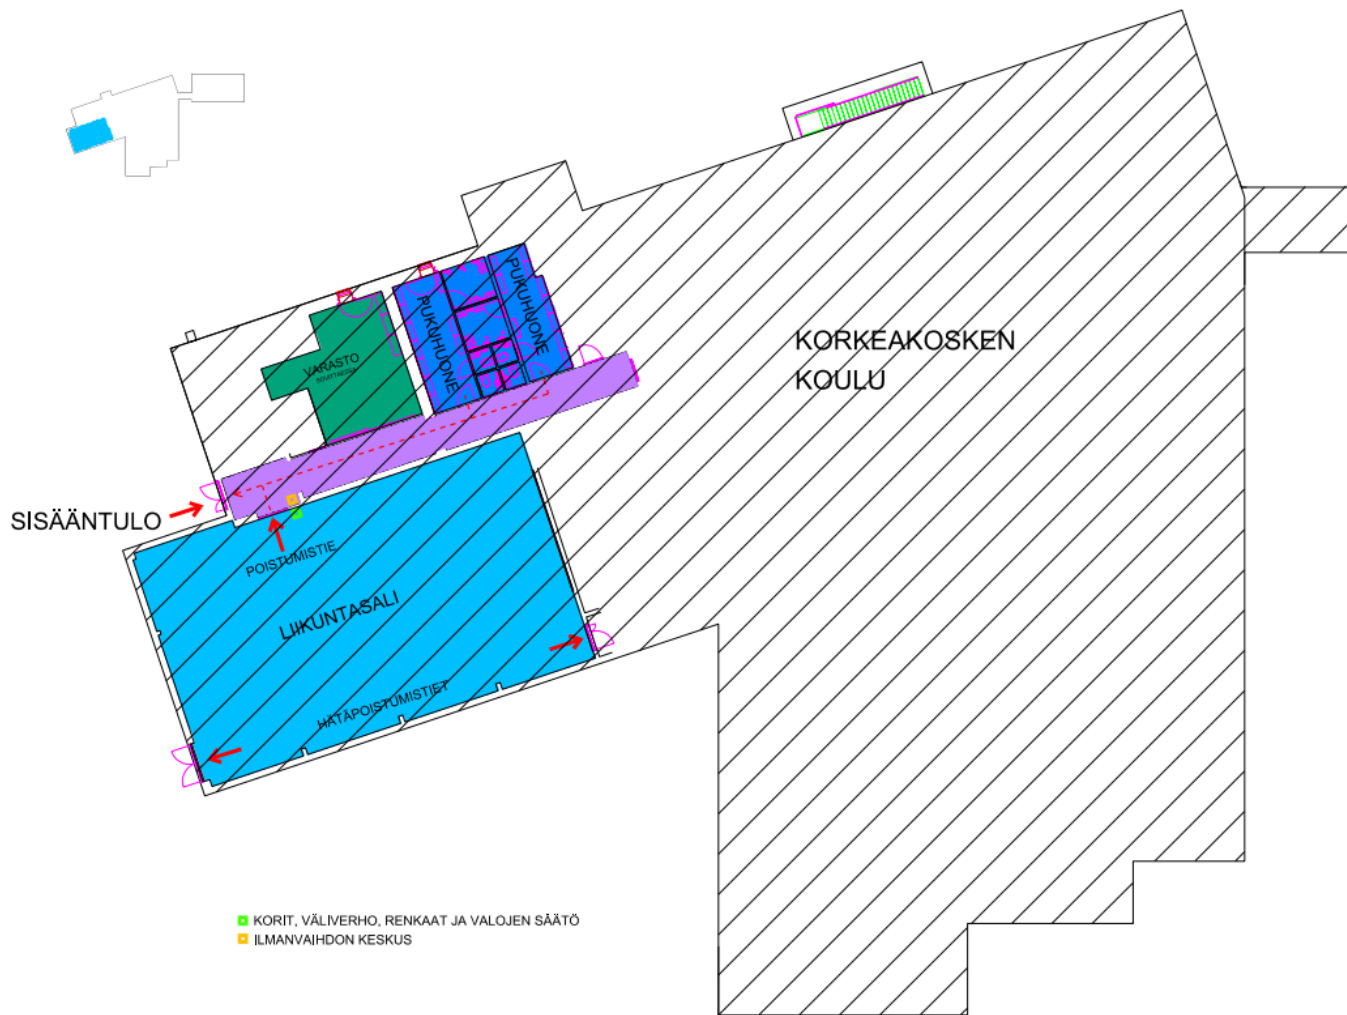 KORKEAKOSKEN
KOULU
PUKUHUONE
PUKUHUONE
VARASTO
SISÄÄNTULO
POISTUMISTIE
LIIKUNTASALI
HÄTÄPOISTUMISTIET
KORIT, VÄLIVERHO, RENKAAT JA VALOJEN SÄÄTÖ
ILMANVAIHDON KESKUS